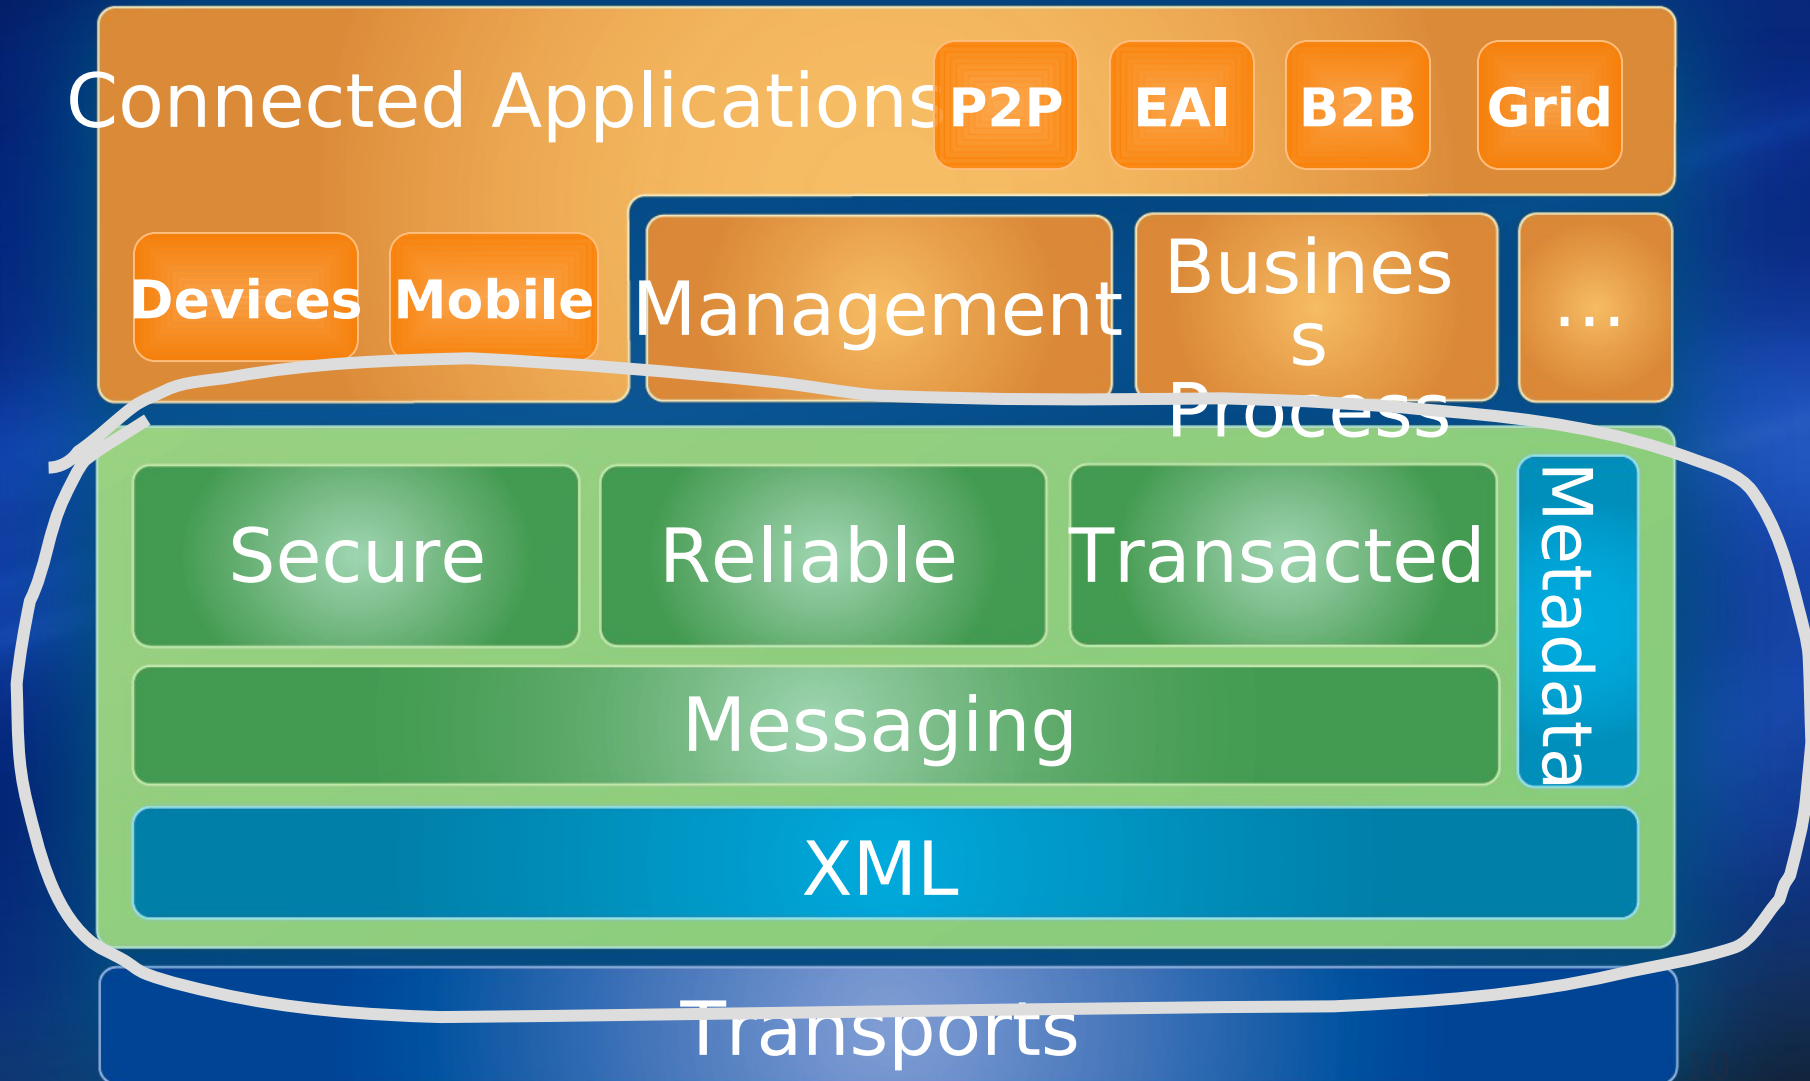 Connected Applications
P2P
EAI
B2B
Grid
Devices
Mobile
Management
Busines
s
Process
...
Secure
Reliable
Transacted
Metadata
Messaging
XML
Transports